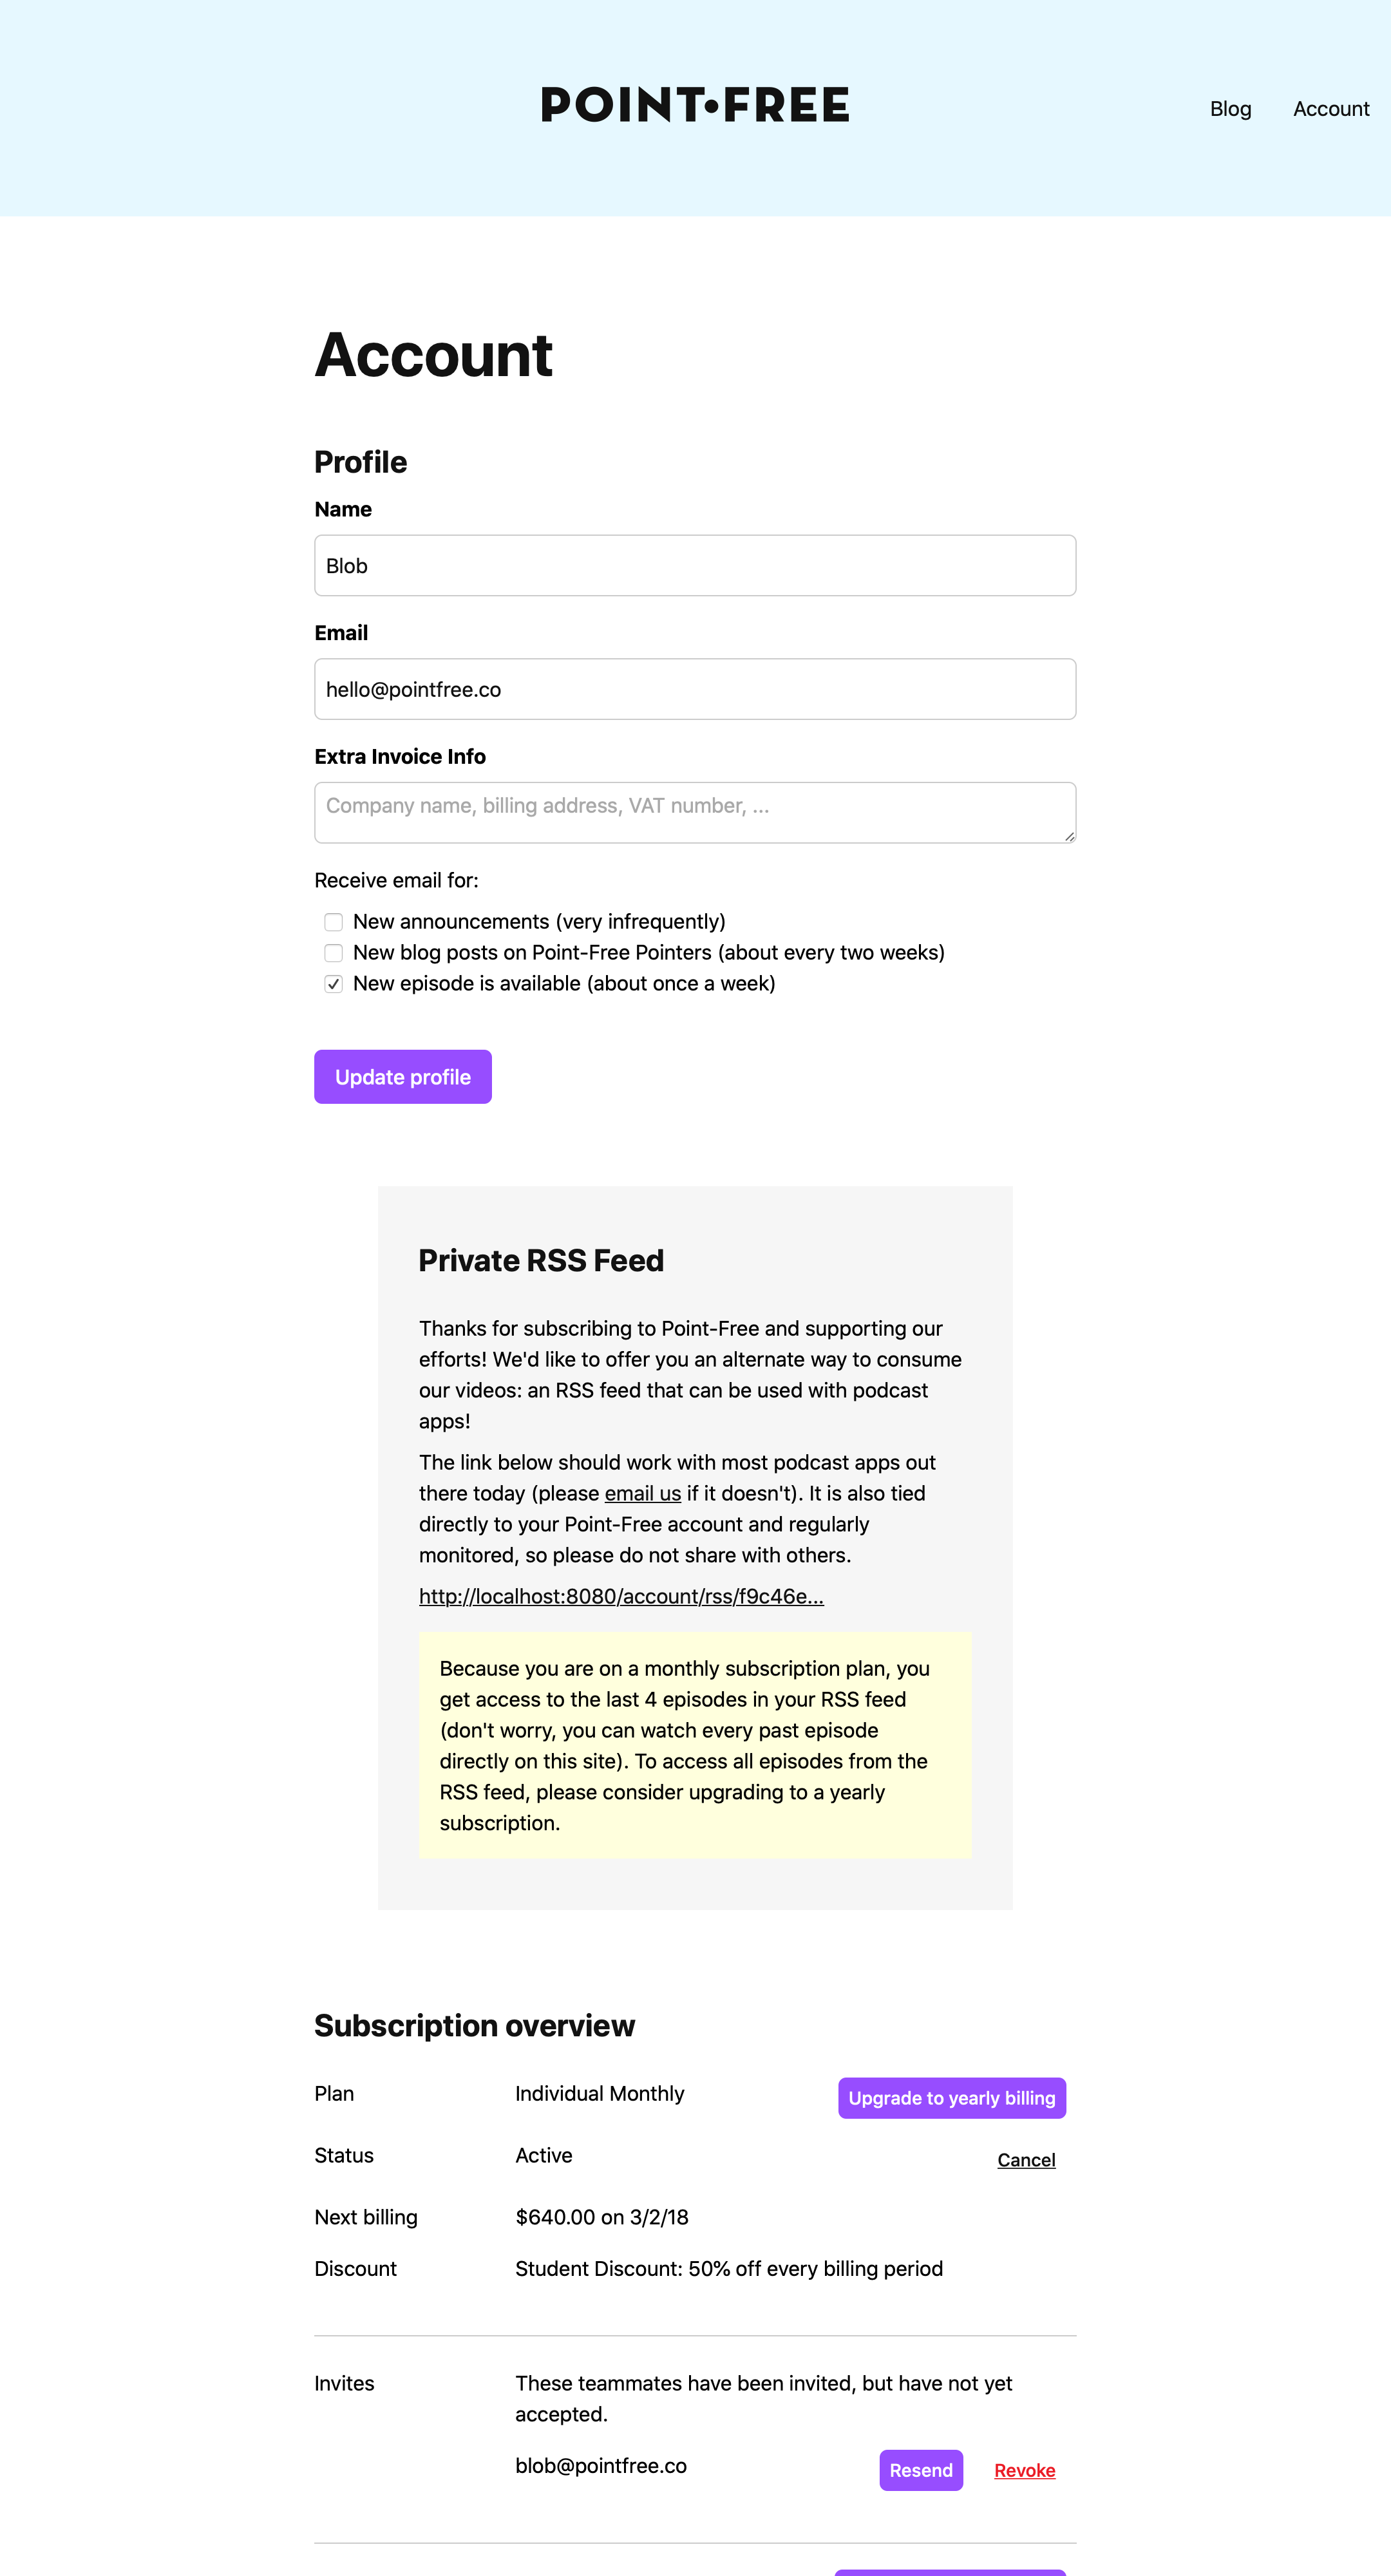 POINT•FREE
Blog
Account
Account
Profile
Name
Blob
Email
hello@pointfree.co
Extra Invoice Info
Company name, billing address, VAT number, ...
Receive email for:
New announcements (very infrequently)
New blog posts on Point-Free Pointers (about every two weeks)
New episode is available (about once a week)
Update profile
Private RSS Feed
Thanks for subscribing to Point-Free and supporting our
efforts! We'd like to offer you an alternate way to consume
our videos: an RSS feed that can be used with podcast
apps!
The link below should work with most podcast apps out
there today (please email us if it doesn't). It is also tied
directly to your Point-Free account and regularly
monitored, so please do not share with others.
http://localhost:8080/account/rss/f9c46e...
Because you are on a monthly subscription plan, you
get access to the last 4 episodes in your RSS feed
(don't worry, you can watch every past episode
directly on this site). To access all episodes from the
RSS feed, please consider upgrading to a yearly
subscription.
Subscription overview
Plan
Individual Monthly
Upgrade to yearly billing
Status
Active
Cancel
Next billing
$640.00 on 3/2/18
Discount
Student Discount: 50% off every billing period
Invites
These teammates have been invited, but have not yet
accepted.
blob@pointfree.co
Resend
Revoke